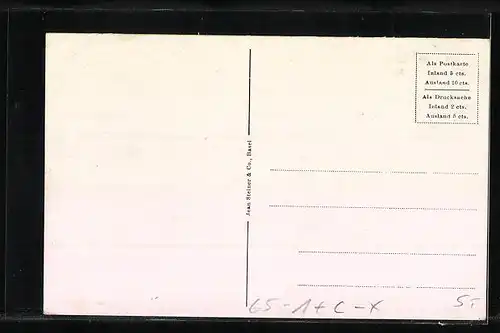 Als Postkarte
Inland 5 cts.
Ausland 10 cts.
Als Drucksache
Inland 2 cts.
Ausland 5 cts.
Jean Steiner & Co., Basel
65-1+C-X